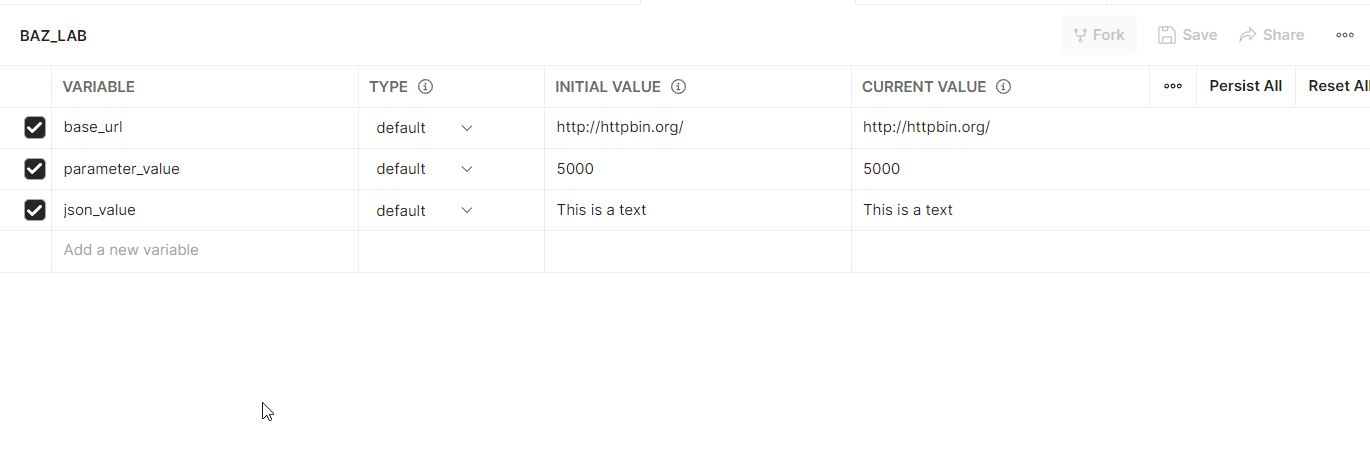 BAZ_LAB Fork Save Share
VARIABLE TYPE INITIAL VALUE CURRENT VALUE Persist All Reset All
base_url default http://httpbin.org/ http://httpbin.org/
parameter_value default 5000 5000
json_value default This is a text This is a text
Add a new variable